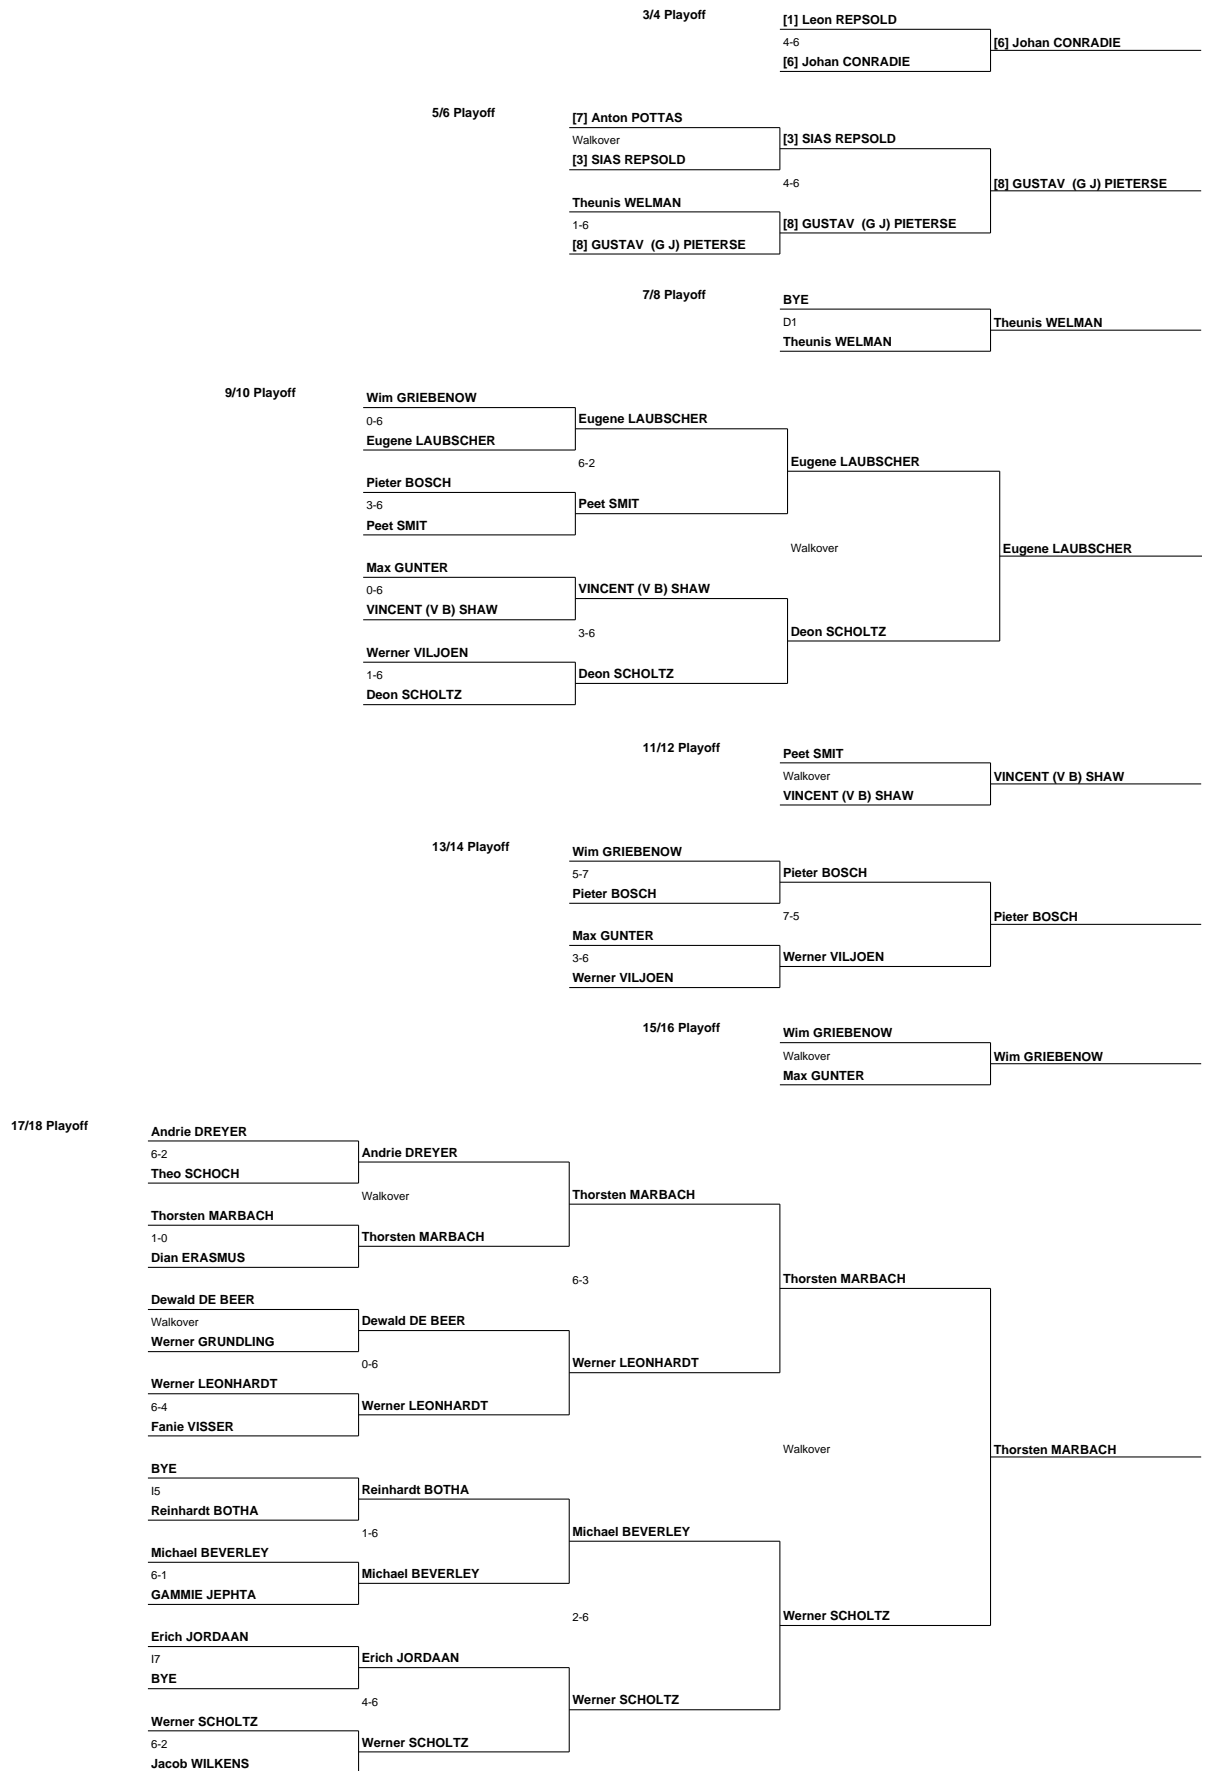 3/4 Playoff
[1] Leon REPSOLD
4-6
[6] Johan CONRADIE
[6] Johan CONRADIE
5/6 Playoff
[7] Anton POTTAS
Walkover
[3] SIAS REPSOLD
[3] SIAS REPSOLD
4-6
[8] GUSTAV  (G J) PIETERSE
Theunis WELMAN
1-6
[8] GUSTAV  (G J) PIETERSE
[8] GUSTAV  (G J) PIETERSE
7/8 Playoff
BYE
D1
Theunis WELMAN
Theunis WELMAN
9/10 Playoff
Wim GRIEBENOW
0-6
Eugene LAUBSCHER
Eugene LAUBSCHER
6-2
Eugene LAUBSCHER
Pieter BOSCH
3-6
Peet SMIT
Peet SMIT
Walkover
Eugene LAUBSCHER
Max GUNTER
0-6
VINCENT (V B) SHAW
VINCENT (V B) SHAW
3-6
Deon SCHOLTZ
Werner VILJOEN
1-6
Deon SCHOLTZ
Deon SCHOLTZ
11/12 Playoff
Peet SMIT
Walkover
VINCENT (V B) SHAW
VINCENT (V B) SHAW
13/14 Playoff
Wim GRIEBENOW
5-7
Pieter BOSCH
Pieter BOSCH
7-5
Pieter BOSCH
Max GUNTER
3-6
Werner VILJOEN
Werner VILJOEN
15/16 Playoff
Wim GRIEBENOW
Walkover
Wim GRIEBENOW
Max GUNTER
17/18 Playoff
Andrie DREYER
6-2
Andrie DREYER
Theo SCHOCH
Walkover
Thorsten MARBACH
Thorsten MARBACH
1-0
Thorsten MARBACH
Dian ERASMUS
6-3
Thorsten MARBACH
Dewald DE BEER
Walkover
Dewald DE BEER
Werner GRUNDLING
0-6
Werner LEONHARDT
Werner LEONHARDT
6-4
Werner LEONHARDT
Fanie VISSER
Walkover
Thorsten MARBACH
BYE
I5
Reinhardt BOTHA
Reinhardt BOTHA
1-6
Michael BEVERLEY
Michael BEVERLEY
6-1
Michael BEVERLEY
GAMMIE JEPHTA
2-6
Werner SCHOLTZ
Erich JORDAAN
I7
Erich JORDAAN
BYE
4-6
Werner SCHOLTZ
Werner SCHOLTZ
6-2
Werner SCHOLTZ
Jacob WILKENS